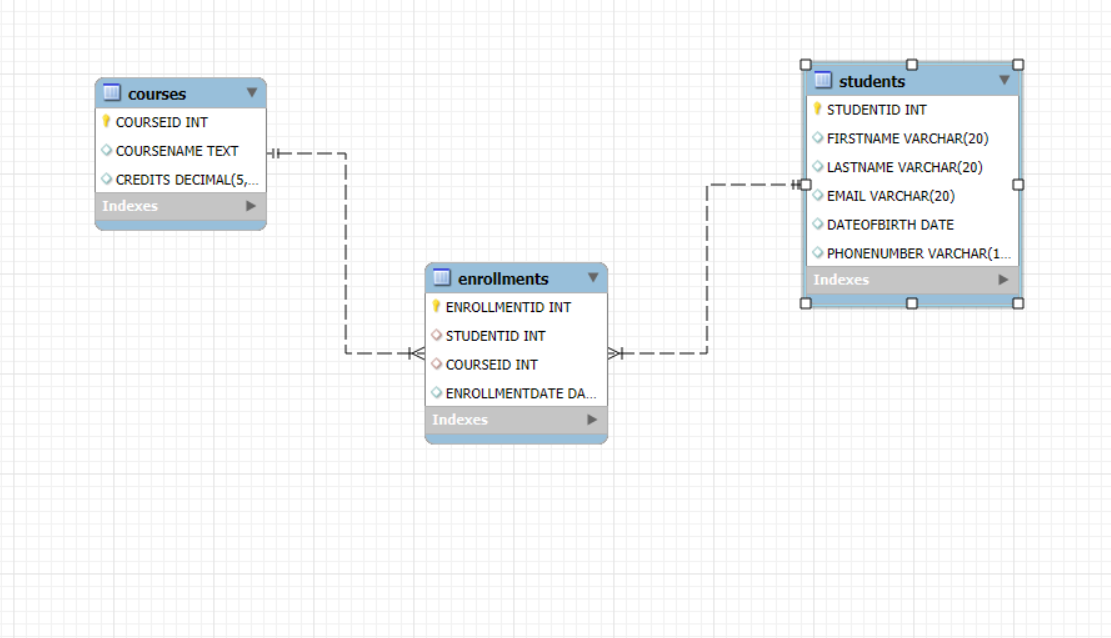 courses
COURSEID INT
COURSENAME TEXT
CREDITS DECIMAL(5,...
Indexes
students
STUDENTID INT
FIRSTNAME VARCHAR(20)
LASTNAME VARCHAR(20)
EMAIL VARCHAR(20)
DATEOFBIRTH DATE
PHONENUMBER VARCHAR(1...
Indexes
enrollments
ENROLLMENTID INT
STUDENTID INT
COURSEID INT
ENROLLMENTDATE DA...
Indexes